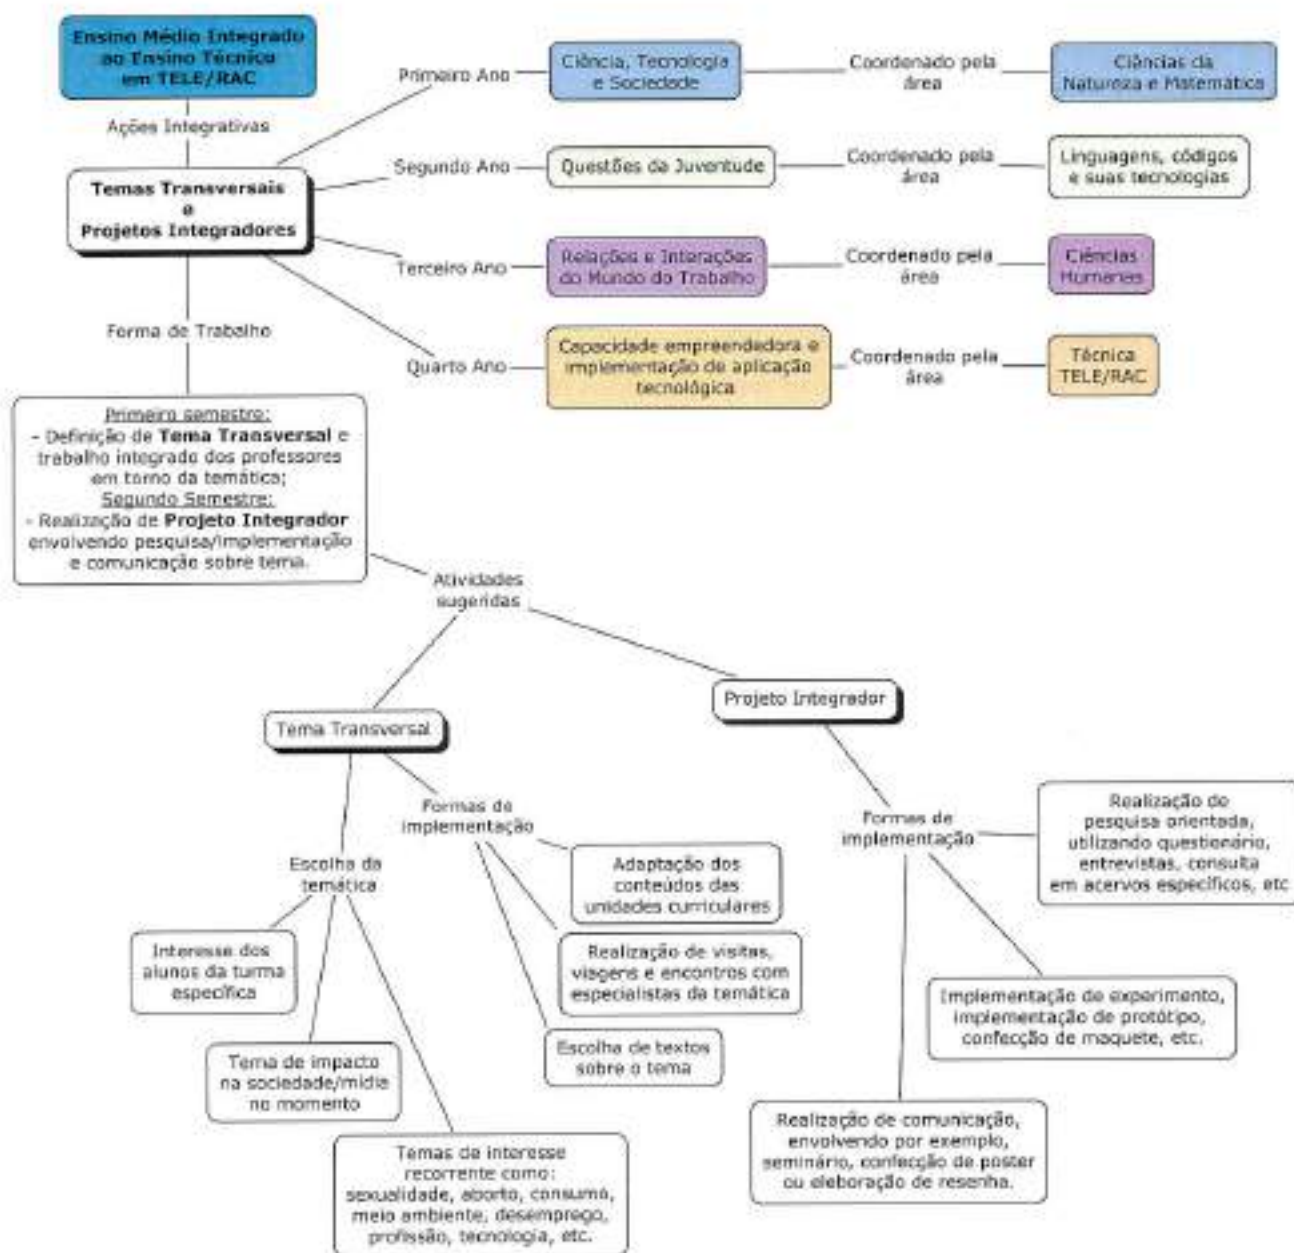 Ensino Médio Integrado
ao Ensino Técnico
em TELE/RAC
Ações Integrativas
Temas Transversais
e
Projetos Integradores
Primeiro Ano
Ciência, Tecnologia
e Sociedade
Coordenado pela
área
Ciências da
Natureza e Matemática
Segundo Ano
Questões da Juventude
Coordenado pela
área
Linguagens, códigos
e suas tecnologias
Terceiro Ano
Relações e Interações
do Mundo do Trabalho
Coordenado pela
área
Ciências
Humanas
Quarto Ano
Capacidade empreendedora e
implementação de aplicação
tecnológica
Coordenado pela
área
Técnica
TELE/RAC
Forma de Trabalho
Primeiro semestre:
- Definição de Tema Transversal e
trabalho integrado dos professores
em torno da temática;
Segundo Semestre:
- Realização de Projeto Integrador
envolvendo pesquisa/implementação
e comunicação sobre tema.
Atividades
sugeridas
Tema Transversal
Escolha da
temática
Interesse dos
alunos da turma
específica
Tema de impacto
na sociedade/mídia
no momento
Temas de interesse
recorrente como:
sexualidade, aborto, consumo,
meio ambiente, desemprego,
profissão, tecnologia, etc.
Formas de
implementação
Adaptação dos
conteúdos das
unidades curriculares
Realização de visitas,
viagens e encontros com
especialistas da temática
Escolha de textos
sobre o tema
Projeto Integrador
Formas de
implementação
Realização de
pesquisa orientada,
utilizando questionário,
entrevistas, consulta
em acervos específicos, etc
Implementação de experimento,
implementação de protótipo,
confecção de maquete, etc.
Realização de comunicação,
envolvendo por exemplo,
seminário, confecção de poster
ou eleboração de resenha.